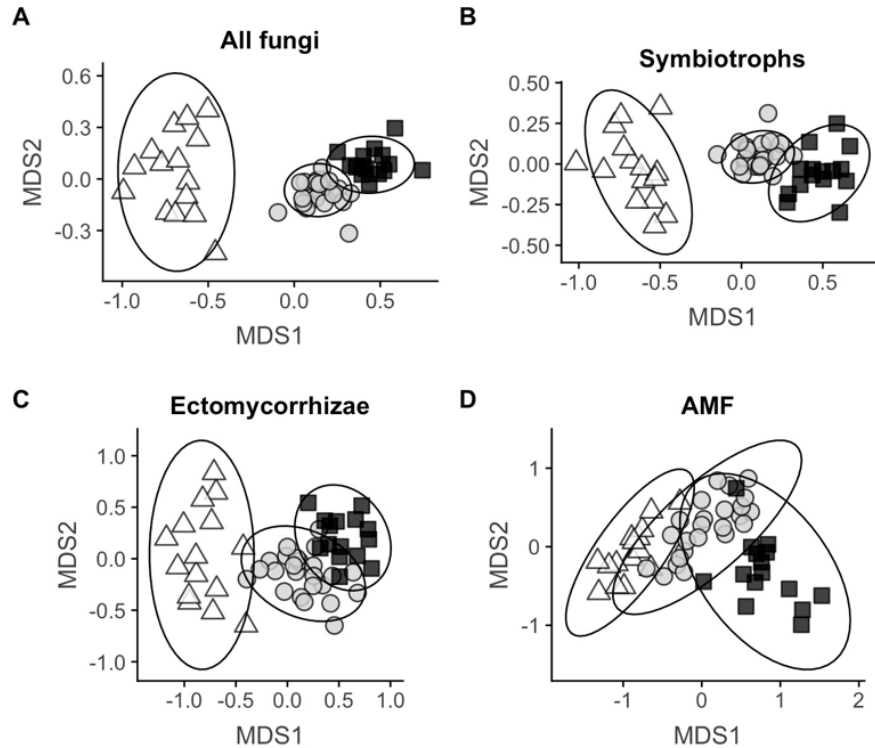 A
All fungi
MDS2
0.6
0.3
0.0
-0.3
-1.0 -0.5 0.0 0.5
MDS1
B
Symbiotrophs
MDS2
0.50
0.25
0.00
-0.25
-0.50
-1.0 -0.5 0.0 0.5
MDS1
C
Ectomycorrhizae
MDS2
1.0
0.5
0.0
-0.5
-1.0
-1.0 -0.5 0.0 0.5 1.0
MDS1
D
AMF
MDS2
1
0
-1
-1 0 1 2
MDS1